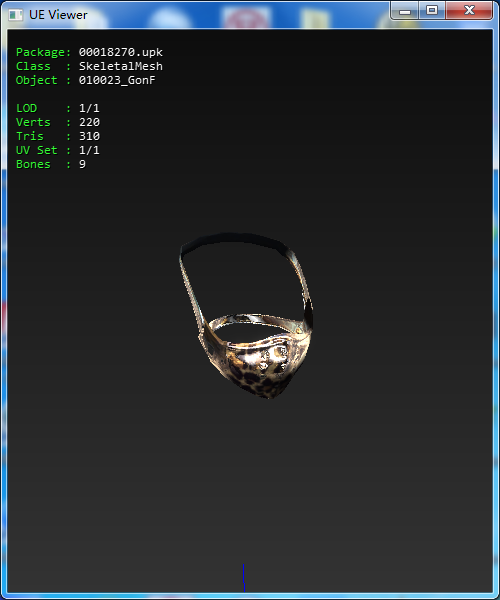 UE Viewer
Package: 00018270.upk
Class : SkeletalMesh
Object : 010023_GonF
LOD : 1/1
Verts : 220
Tris : 310
UV Set : 1/1
Bones : 9